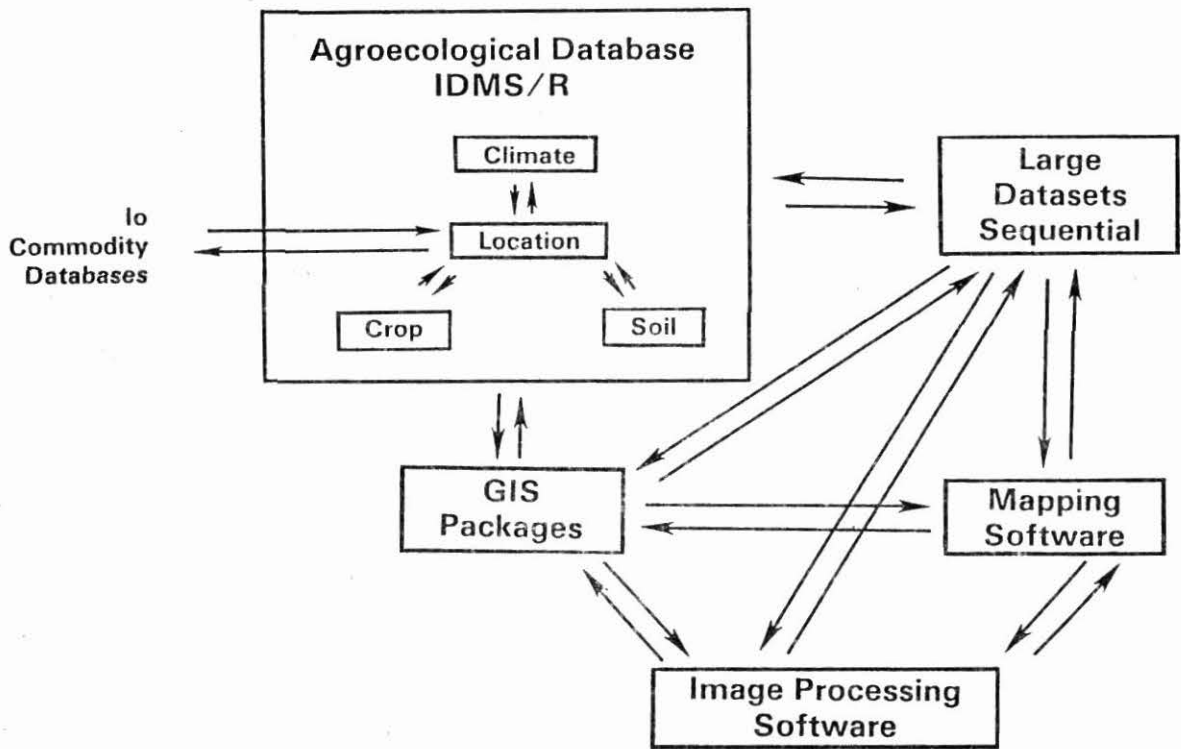 Agroecological Database
IDMS/R
Climate
Location
Crop
Soil
Io
Commodity
Databases
Large
Datasets
Sequential
GIS
Packages
Mapping
Software
Image Processing
Software